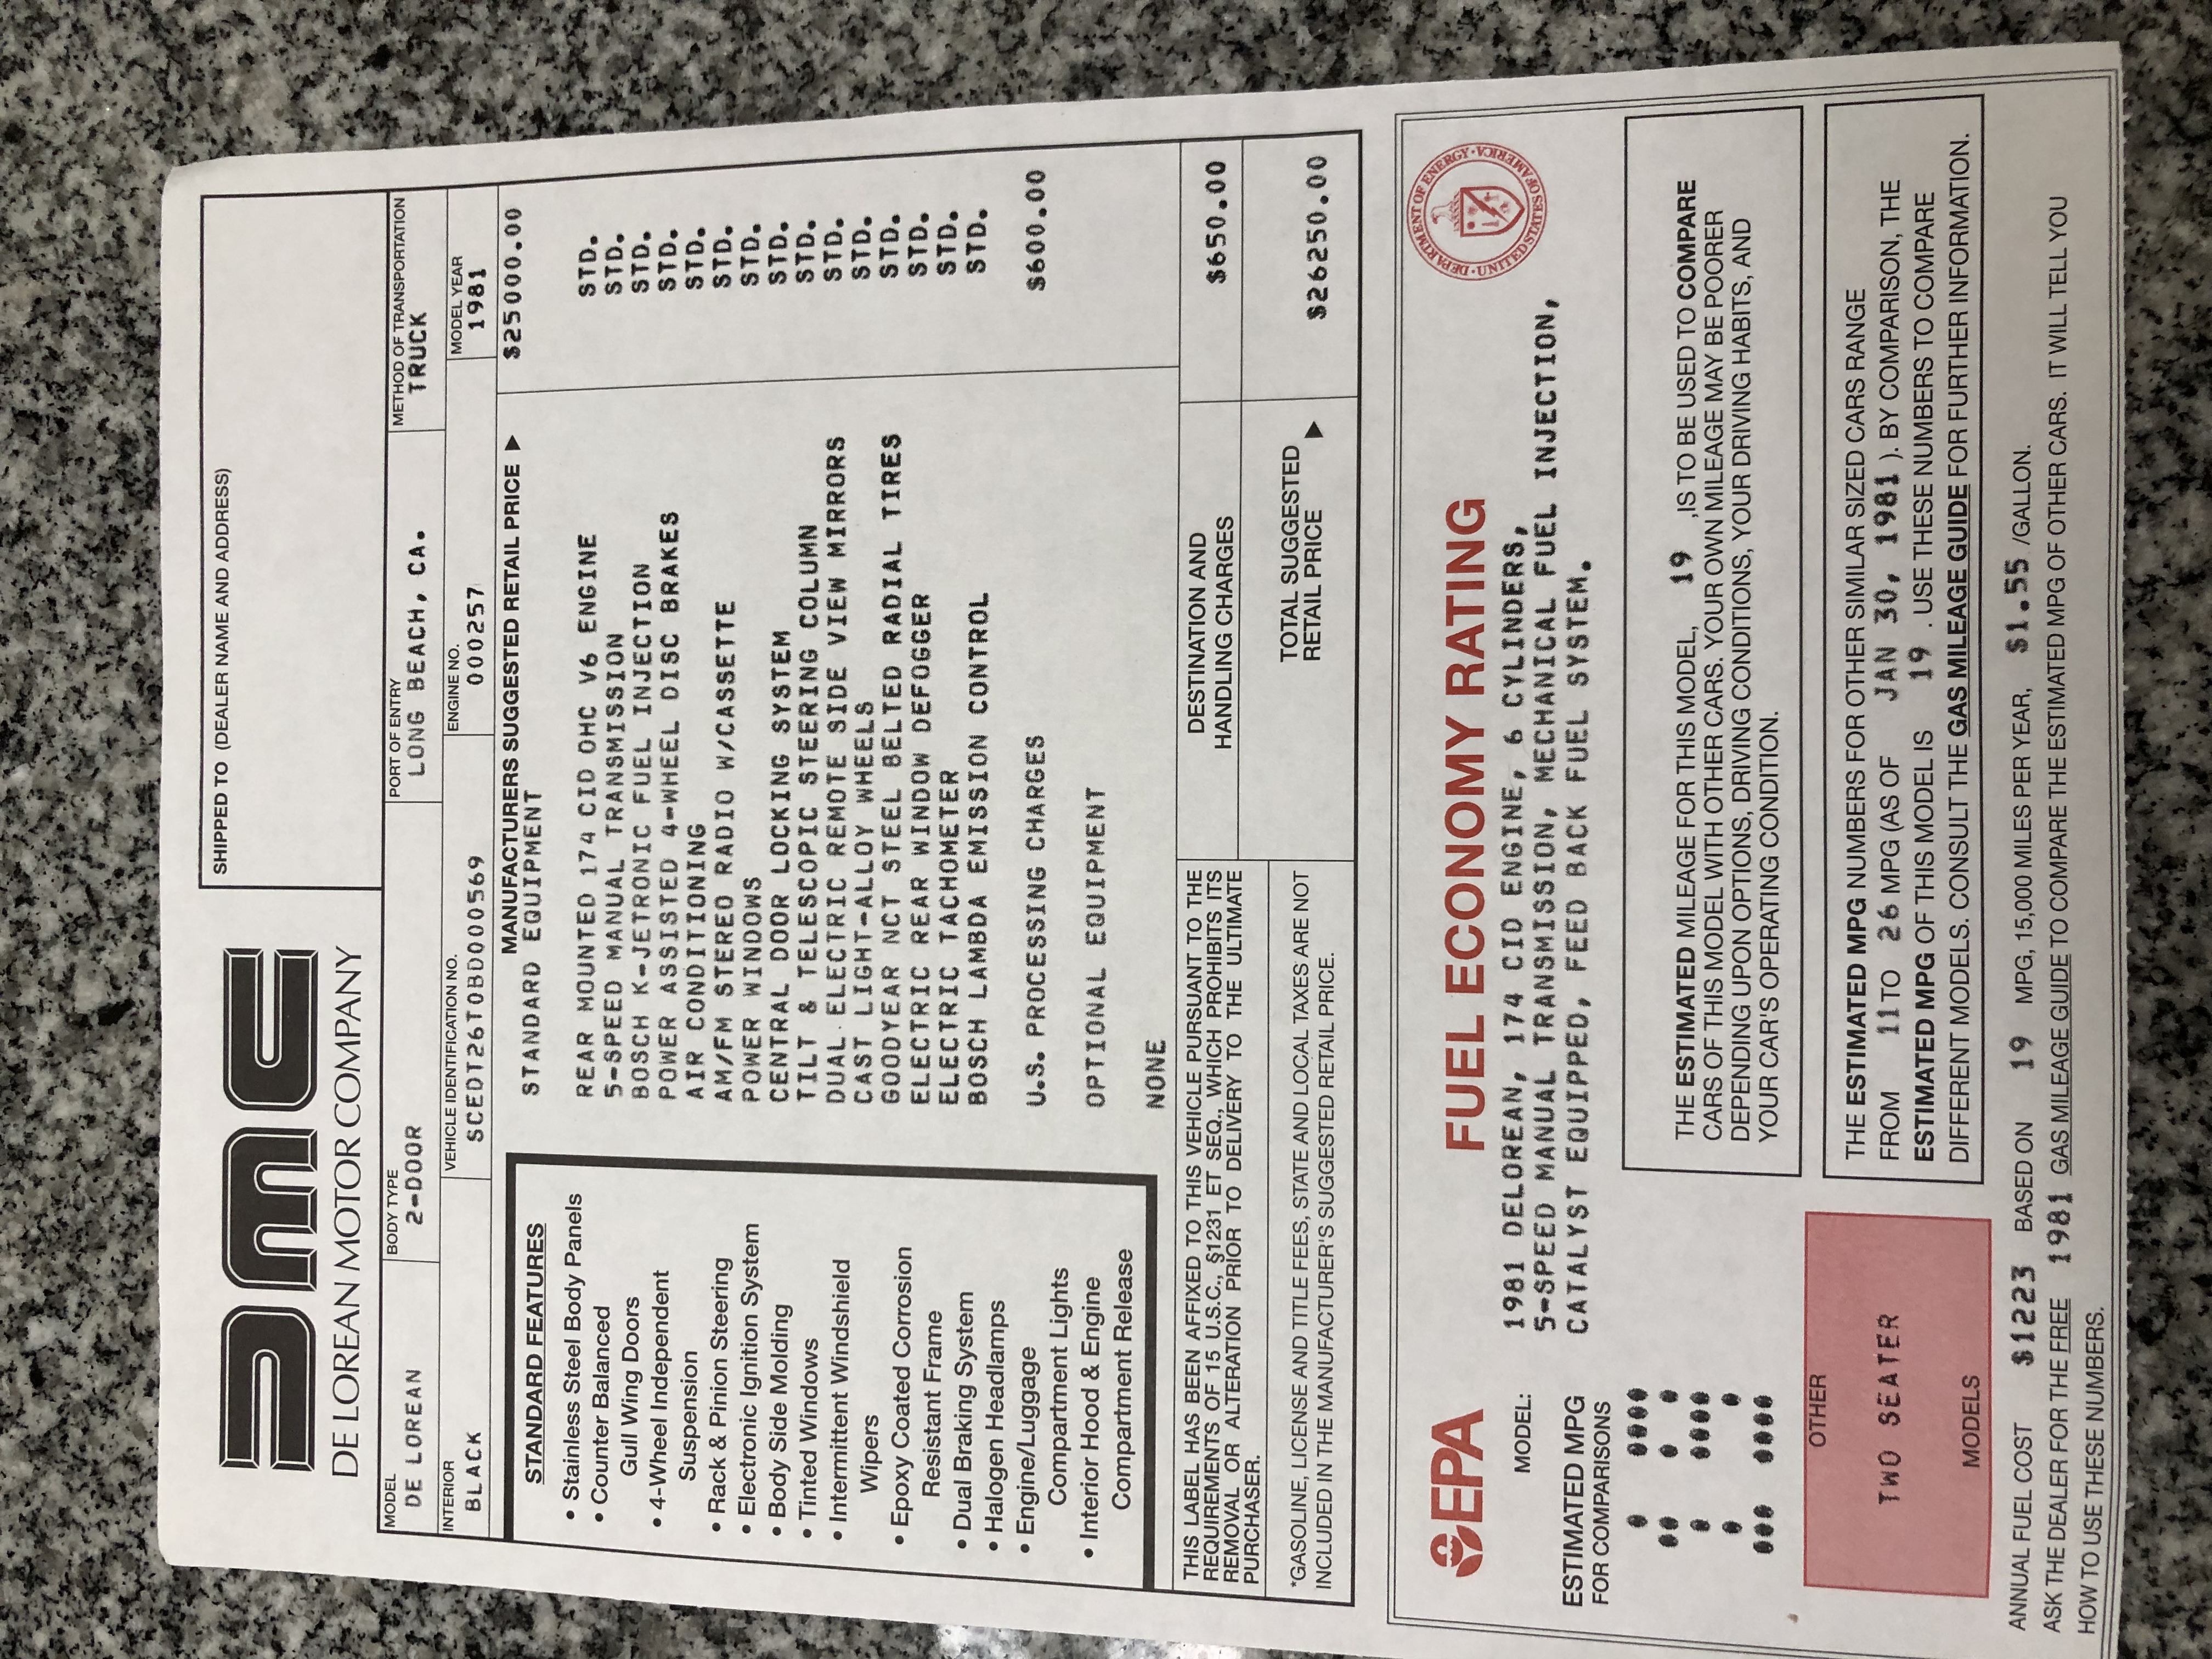 DMC
DE LOREAN MOTOR COMPANY
SHIPPED TO (DEALER NAME AND ADDRESS)
MODEL
DE LOREAN
BODY TYPE
2-DOOR
PORT OF ENTRY
LONG BEACH, CA.
METHOD OF TRANSPORTATION
TRUCK
INTERIOR
BLACK
VEHICLE IDENTIFICATION NO.
SCEDT26T0BD000569
ENGINE NO.
000257
MODEL YEAR
1981
STANDARD FEATURES
• Stainless Steel Body Panels
• Counter Balanced
Gull Wing Doors
• 4-Wheel Independent
Suspension
• Rack & Pinion Steering
• Electronic Ignition System
• Body Side Molding
• Tinted Windows
• Intermittent Windshield
Wipers
• Epoxy Coated Corrosion
Resistant Frame
• Dual Braking System
• Halogen Headlamps
• Engine/Luggage
Compartment Lights
• Interior Hood & Engine
Compartment Release
MANUFACTURERS SUGGESTED RETAIL PRICE ▶ $25000.00
STANDARD EQUIPMENT
REAR MOUNTED 174 CID OHC V6 ENGINE STD.
5-SPEED MANUAL TRANSMISSION STD.
BOSCH K-JETRONIC FUEL INJECTION STD.
POWER ASSISTED 4-WHEEL DISC BRAKES STD.
AIR CONDITIONING STD.
AM/FM STEREO RADIO W/CASSETTE STD.
POWER WINDOWS STD.
CENTRAL DOOR LOCKING SYSTEM STD.
TILT & TELESCOPIC STEERING COLUMN STD.
DUAL ELECTRIC REMOTE SIDE VIEW MIRRORS STD.
CAST LIGHT-ALLOY WHEELS STD.
GOODYEAR NCT STEEL BELTED RADIAL TIRES STD.
ELECTRIC REAR WINDOW DEFOGGER STD.
ELECTRIC TACHOMETER STD.
BOSCH LAMBDA EMISSION CONTROL STD.
U.S. PROCESSING CHARGES $600.00
OPTIONAL EQUIPMENT
NONE
THIS LABEL HAS BEEN AFFIXED TO THIS VEHICLE PURSUANT TO THE
REQUIREMENTS OF 15 U.S.C., §1231 ET SEQ., WHICH PROHIBITS ITS
REMOVAL OR ALTERATION PRIOR TO DELIVERY TO THE ULTIMATE
PURCHASER.
DESTINATION AND
HANDLING CHARGES
$650.00
*GASOLINE, LICENSE AND TITLE FEES, STATE AND LOCAL TAXES ARE NOT
INCLUDED IN THE MANUFACTURER'S SUGGESTED RETAIL PRICE.
TOTAL SUGGESTED
RETAIL PRICE ▶
$26250.00
EPA
FUEL ECONOMY RATING
DEPARTMENT OF ENERGY • UNITED STATES OF AMERICA
MODEL:
1981 DELOREAN, 174 CID ENGINE, 6 CYLINDERS,
5-SPEED MANUAL TRANSMISSION, MECHANICAL FUEL INJECTION,
CATALYST EQUIPPED, FEED BACK FUEL SYSTEM.
ESTIMATED MPG
FOR COMPARISONS
19
THE ESTIMATED MILEAGE FOR THIS MODEL, 19 ,IS TO BE USED TO COMPARE
CARS OF THIS MODEL WITH OTHER CARS. YOUR OWN MILEAGE MAY BE POORER
DEPENDING UPON OPTIONS, DRIVING CONDITIONS, YOUR DRIVING HABITS, AND
YOUR CAR'S OPERATING CONDITION.
OTHER
TWO SEATER
MODELS
THE ESTIMATED MPG NUMBERS FOR OTHER SIMILAR SIZED CARS RANGE
FROM 11 TO 26 MPG (AS OF JAN 30, 1981 ). BY COMPARISON, THE
ESTIMATED MPG OF THIS MODEL IS 19 . USE THESE NUMBERS TO COMPARE
DIFFERENT MODELS. CONSULT THE GAS MILEAGE GUIDE FOR FURTHER INFORMATION.
ANNUAL FUEL COST $1223 BASED ON 19 MPG, 15,000 MILES PER YEAR, $1.55 /GALLON.
ASK THE DEALER FOR THE FREE 1981 GAS MILEAGE GUIDE TO COMPARE THE ESTIMATED MPG OF OTHER CARS. IT WILL TELL YOU
HOW TO USE THESE NUMBERS.